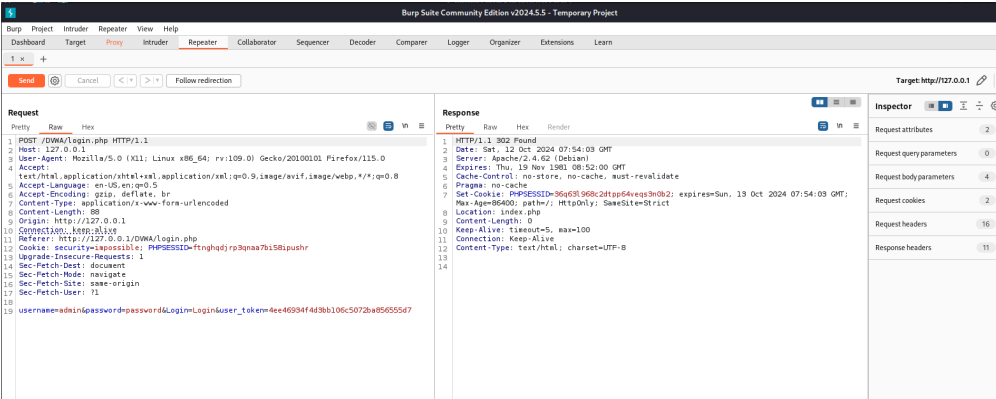 Burp Suite Community Edition v2024.5.5 - Temporary Project
Burp Project Intruder Repeater View Help
Dashboard Target Proxy Intruder Repeater Collaborator Sequencer Decoder Comparer Logger Organizer Extensions Learn
1 × +
Send Cancel < > Follow redirection Target: http://127.0.0.1
Request
Pretty Raw Hex \n
1 POST /DVWA/login.php HTTP/1.1
2 Host: 127.0.0.1
3 User-Agent: Mozilla/5.0 (X11; Linux x86_64; rv:109.0) Gecko/20100101 Firefox/115.0
4 Accept:
text/html,application/xhtml+xml,application/xml;q=0.9,image/avif,image/webp,*/*;q=0.8
5 Accept-Language: en-US,en;q=0.5
6 Accept-Encoding: gzip, deflate, br
7 Content-Type: application/x-www-form-urlencoded
8 Content-Length: 88
9 Origin: http://127.0.0.1
10 Connection: keep-alive
11 Referer: http://127.0.0.1/DVWA/login.php
12 Cookie: security=impossible; PHPSESSID=ftnghqdjrp3qnaa7bi58ipushr
13 Upgrade-Insecure-Requests: 1
14 Sec-Fetch-Dest: document
15 Sec-Fetch-Mode: navigate
16 Sec-Fetch-Site: same-origin
17 Sec-Fetch-User: ?1
18
19 username=admin&password=password&Login=Login&user_token=4ee46934f4d3bb106c5072ba856555d7
Response
Pretty Raw Hex Render \n
1 HTTP/1.1 302 Found
2 Date: Sat, 12 Oct 2024 07:54:03 GMT
3 Server: Apache/2.4.62 (Debian)
4 Expires: Thu, 19 Nov 1981 08:52:00 GMT
5 Cache-Control: no-store, no-cache, must-revalidate
6 Pragma: no-cache
7 Set-Cookie: PHPSESSID=36q63l968c2dtpp64veqs3n0b2; expires=Sun, 13 Oct 2024 07:54:03 GMT;
Max-Age=86400; path=/; HttpOnly; SameSite=Strict
8 Location: index.php
9 Content-Length: 0
10 Keep-Alive: timeout=5, max=100
11 Connection: Keep-Alive
12 Content-Type: text/html; charset=UTF-8
13
14
Inspector
Request attributes 2
Request query parameters 0
Request body parameters 4
Request cookies 2
Request headers 16
Response headers 11